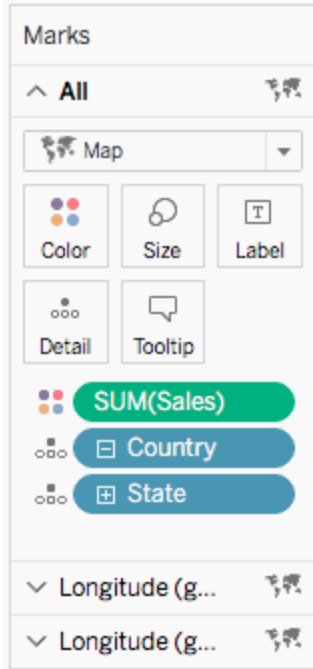 Marks
All
Map
Color Size Label
T
Detail Tooltip
SUM(Sales)
Country
State
Longitude (g...
Longitude (g...